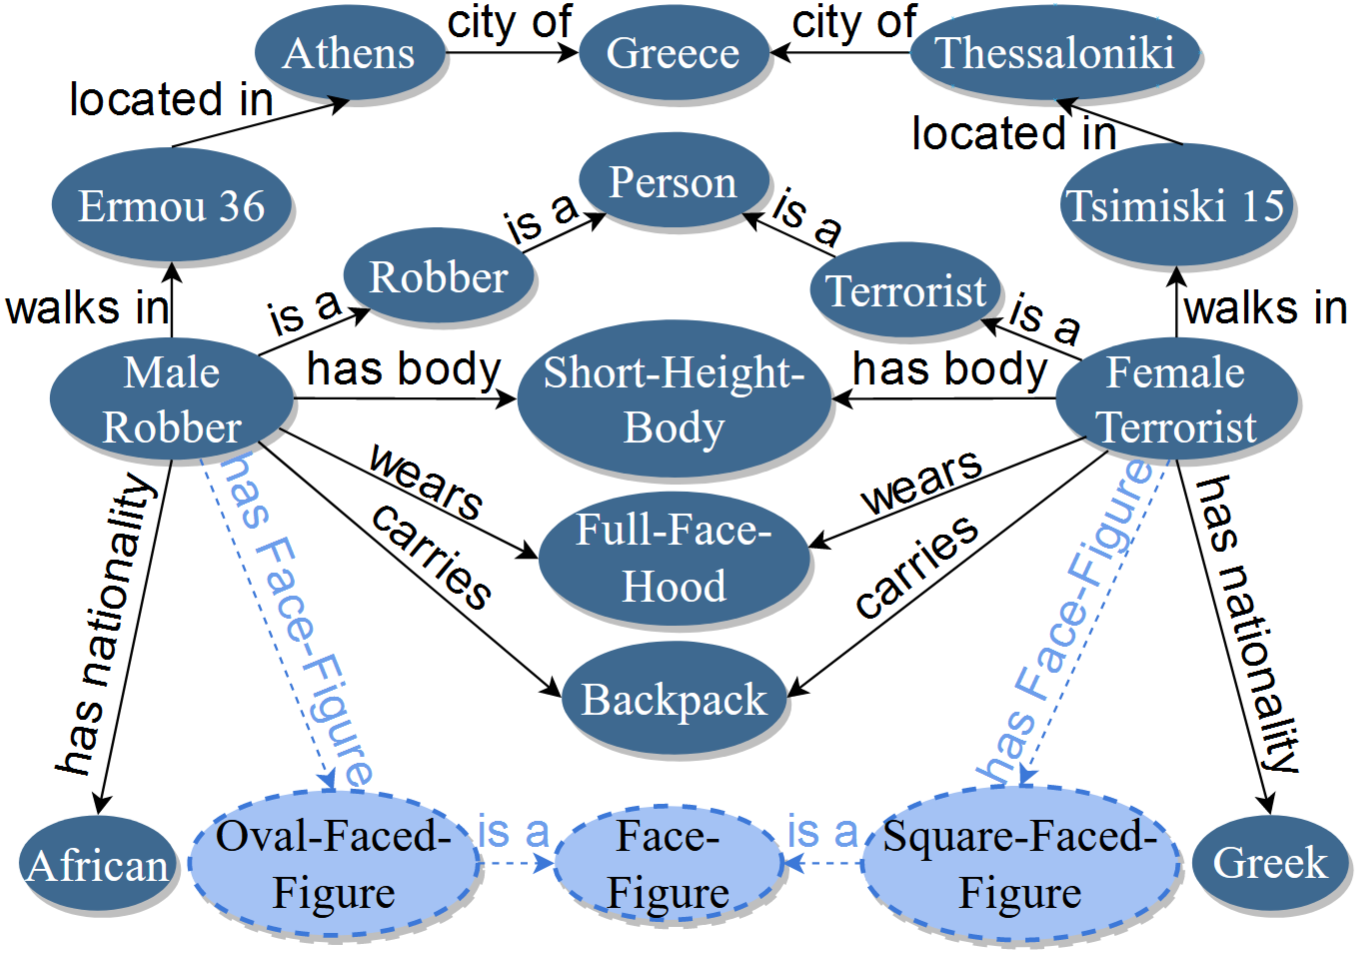 city of
city of
Athens
Greece
Thessaloniki
located in
located in
Person
Ermou 36
is a
is a
Tsimiski 15
Robber
Terrorist
walks in
is a
is a
walks in
Male
Robber
has body
Short-Height-
Body
has body
Female
Terrorist
wears
wears
has Face-Figure
has Face-Figure
has nationality
has nationality
carries
carries
Full-Face-
Hood
Backpack
African
Oval-Faced-
Figure
is a
Face-
Figure
is a
Square-Faced-
Figure
Greek